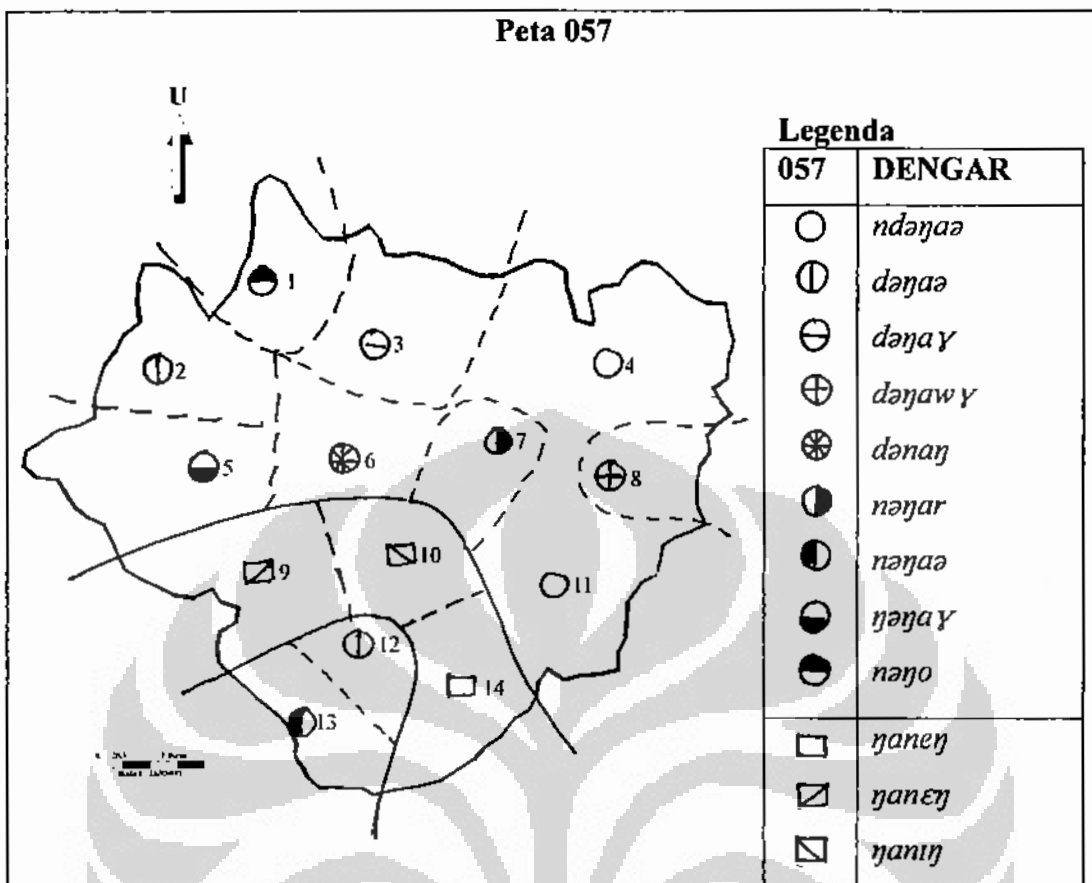 Peta 057
U
Legenda
057 DENGAR
ndəŋaə
dəŋaə
dəŋaɣ
dəŋawɣ
dənaŋ
nəŋar
nəŋaə
ŋəŋaɣ
nəŋo
ŋaneŋ
ŋanɛŋ
ŋanɪŋ
1
2
3
4
5
6
7
8
9
10
11
12
13
14